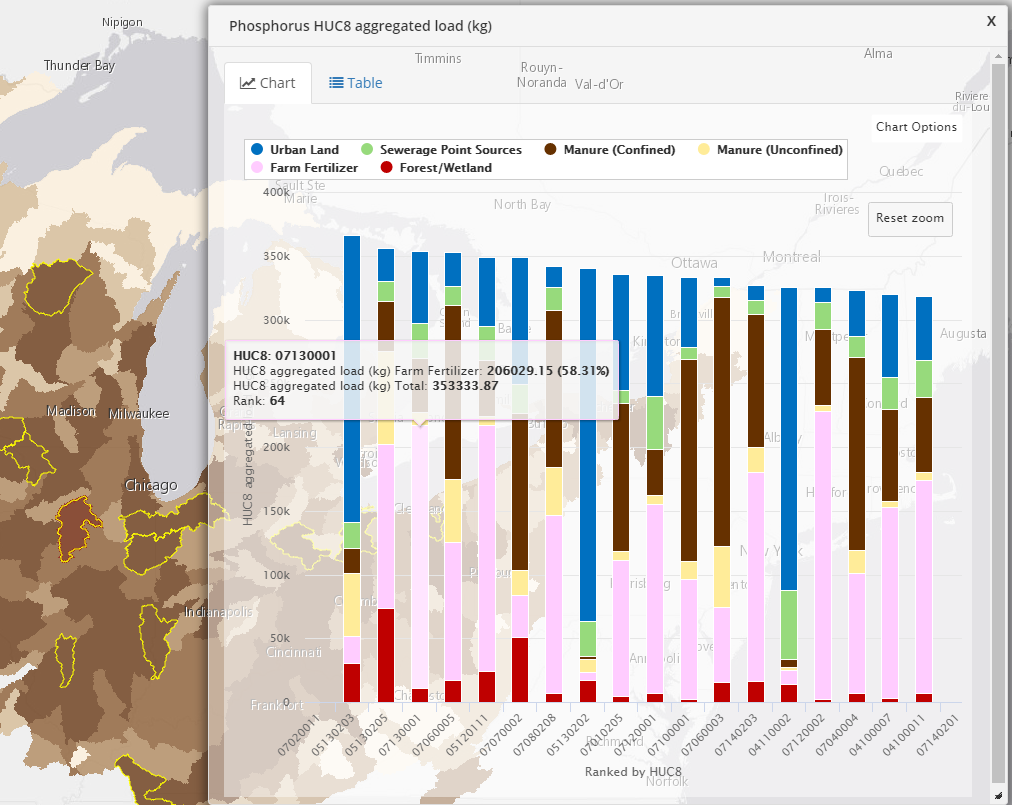 Nipigon
Thunder Bay
Phosphorus HUC8 aggregated load (kg)
X
Timmins
Rouyn-
Noranda
Val-d'Or
Alma
Riviere
du-Lou
Chart
Table
Chart Options
Urban Land
Sewerage Point Sources
Manure (Confined)
Manure (Unconfined)
Farm Fertilizer
Forest/Wetland
Quebec
Sault Ste
Marie
North Bay
Trois-
Rivieres
Reset zoom
400k
350k
300k
200k
150k
100k
50k
0
Ottawa
Montreal
Augusta
HUC8: 07130001
HUC8 aggregated load (kg) Farm Fertilizer: 206029.15 (58.31%)
HUC8 aggregated load (kg) Total: 353333.87
Rank: 64
Madison
Milwaukee
Lansing
Chicago
HUC8 aggregated
New York
Indianapolis
Cincinnati
Frankfort
07020011
05130203
05130205
07130001
07060005
05120111
07070002
07080208
05130202
07010205
07120001
07100001
07060003
07140203
04110002
07120002
07040004
04100007
04100011
07140201
Richmond
Ranked by HUC8
Norfolk